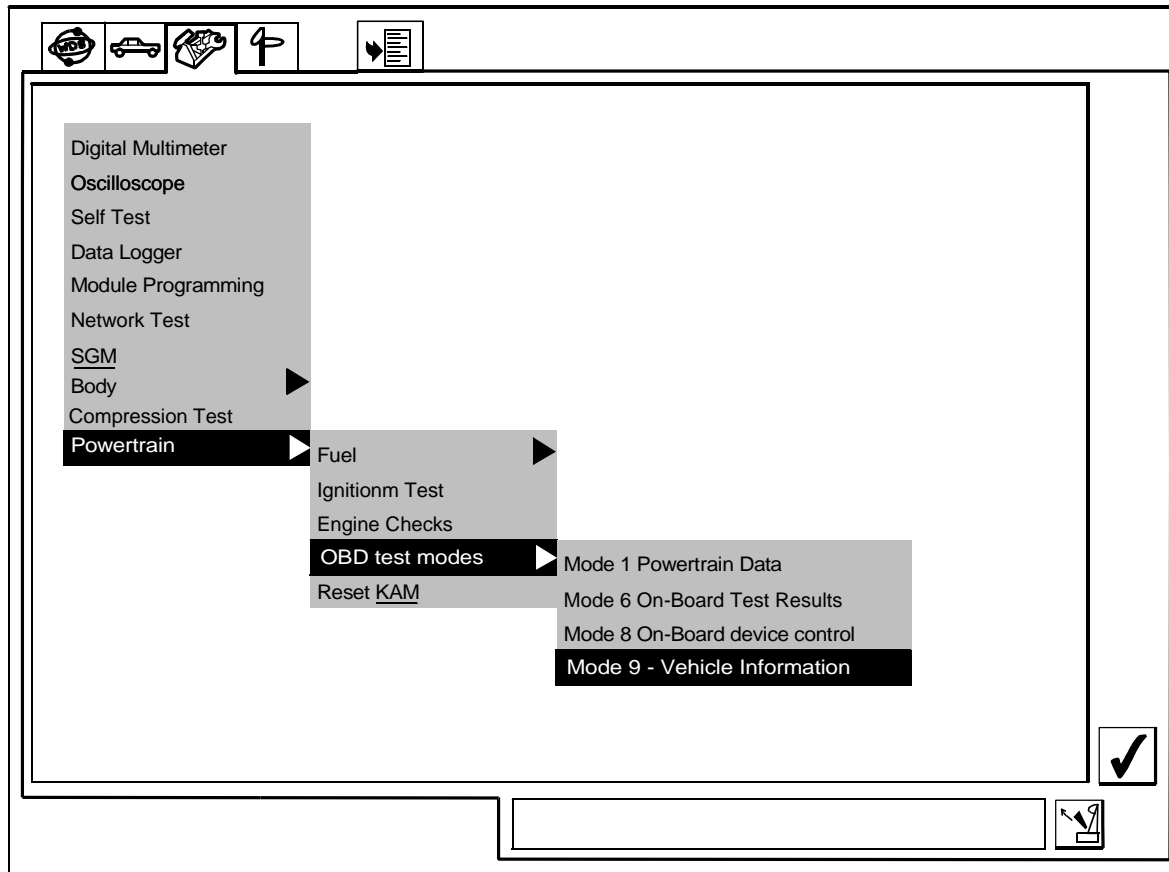 WDS
Digital Multimeter
Oscilloscope
Self Test
Data Logger
Module Programming
Network Test
SGM
Body
Compression Test
Powertrain
Fuel
Ignitionm Test
Engine Checks
OBD test modes
Reset KAM
Mode 1 Powertrain Data
Mode 6 On-Board Test Results
Mode 8 On-Board device control
Mode 9 - Vehicle Information